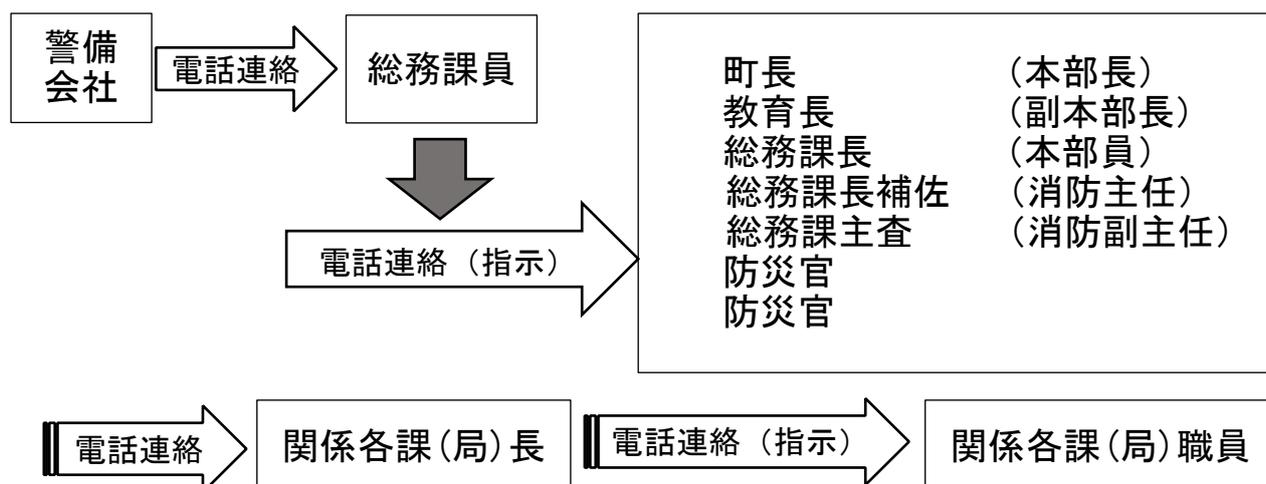 警備
会社
電話連絡
総務課員
電話連絡（指示）
町長　（本部長）
教育長　（副本部長）
総務課長　（本部員）
総務課長補佐　（消防主任）
総務課主査　（消防副主任）
防災官
防災官
電話連絡
関係各課(局)長
電話連絡（指示）
関係各課(局)職員